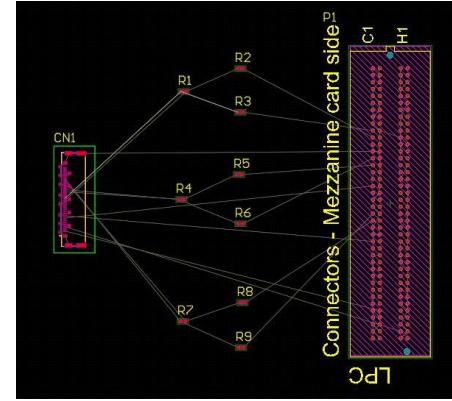 P1
C1
H1
R2
R1
R3
CN1
Connectors - Mezzanine card side
R5
R4
R6
R8
R7
R9
LPC